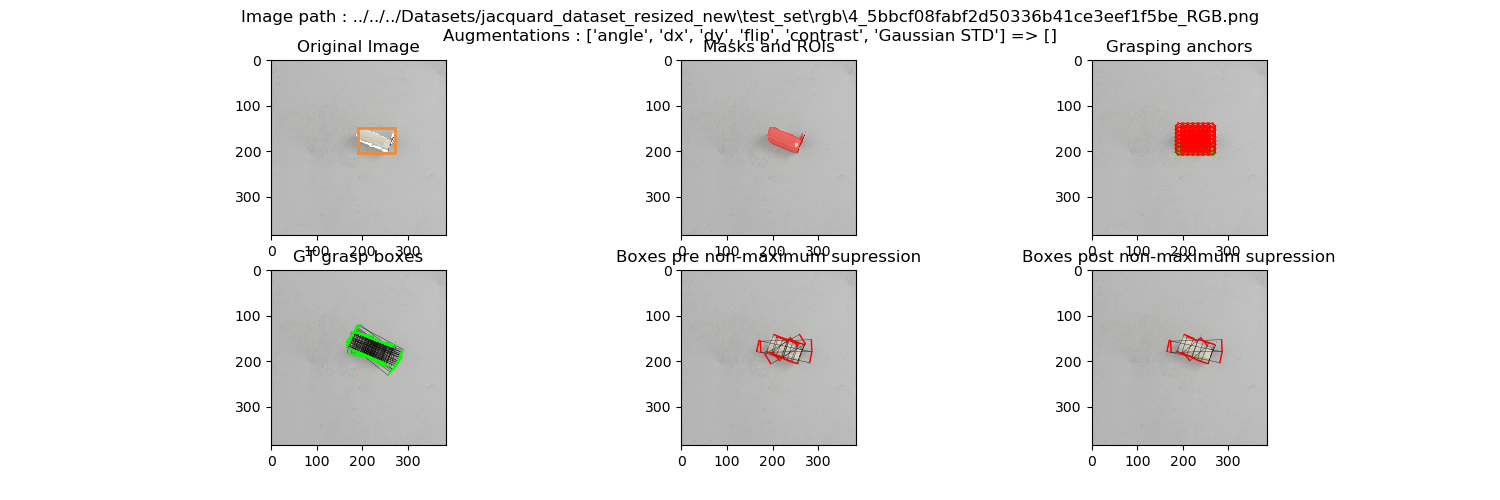 Image path : ../../../Datasets/jacquard_dataset_resized_new\test_set\rgb\4_5bbcf08fabf2d50336b41ce3eef1f5be_RGB.png
Augmentations : ['angle', 'dx', 'dy', 'flip', 'contrast', 'Gaussian STD'] => []
Original Image
0
100
200
300
0 100 200 300
Masks and ROIs
0
100
200
300
0 100 200 300
Grasping anchors
0
100
200
300
0 100 200 300
GT grasp boxes
0
100
200
300
0 100 200 300
Boxes pre non-maximum supression
0
100
200
300
0 100 200 300
Boxes post non-maximum supression
0
100
200
300
0 100 200 300